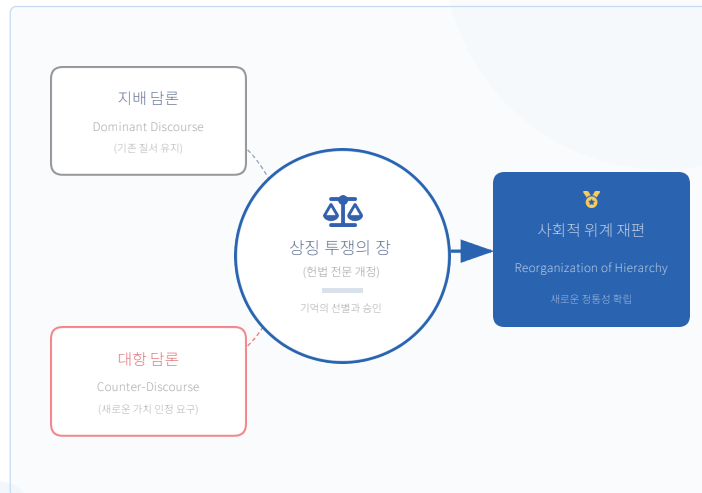 지배 담론
Dominant Discourse
(기존 질서 유지)
대항 담론
Counter-Discourse
(새로운 가치 인정 요구)
상징 투쟁의 장
(헌법 전문 개정)
기억의 선별과 승인
사회적 위계 재편
Reorganization of Hierarchy
새로운 정통성 확립